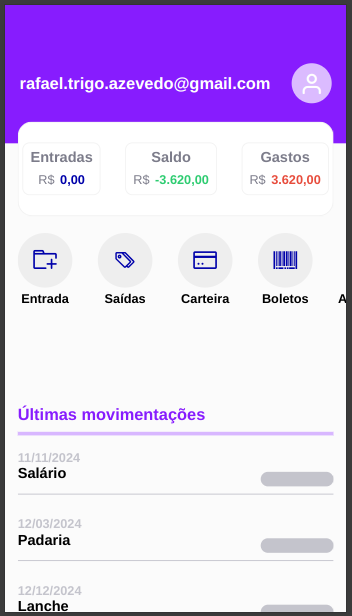 rafael.trigo.azevedo@gmail.com
Entradas Saldo Gastos
R$ 0,00 R$ -3.620,00 R$ 3.620,00
Entrada Saídas Carteira Boletos A
Últimas movimentações
11/11/2024
Salário
12/03/2024
Padaria
12/12/2024
Lanche